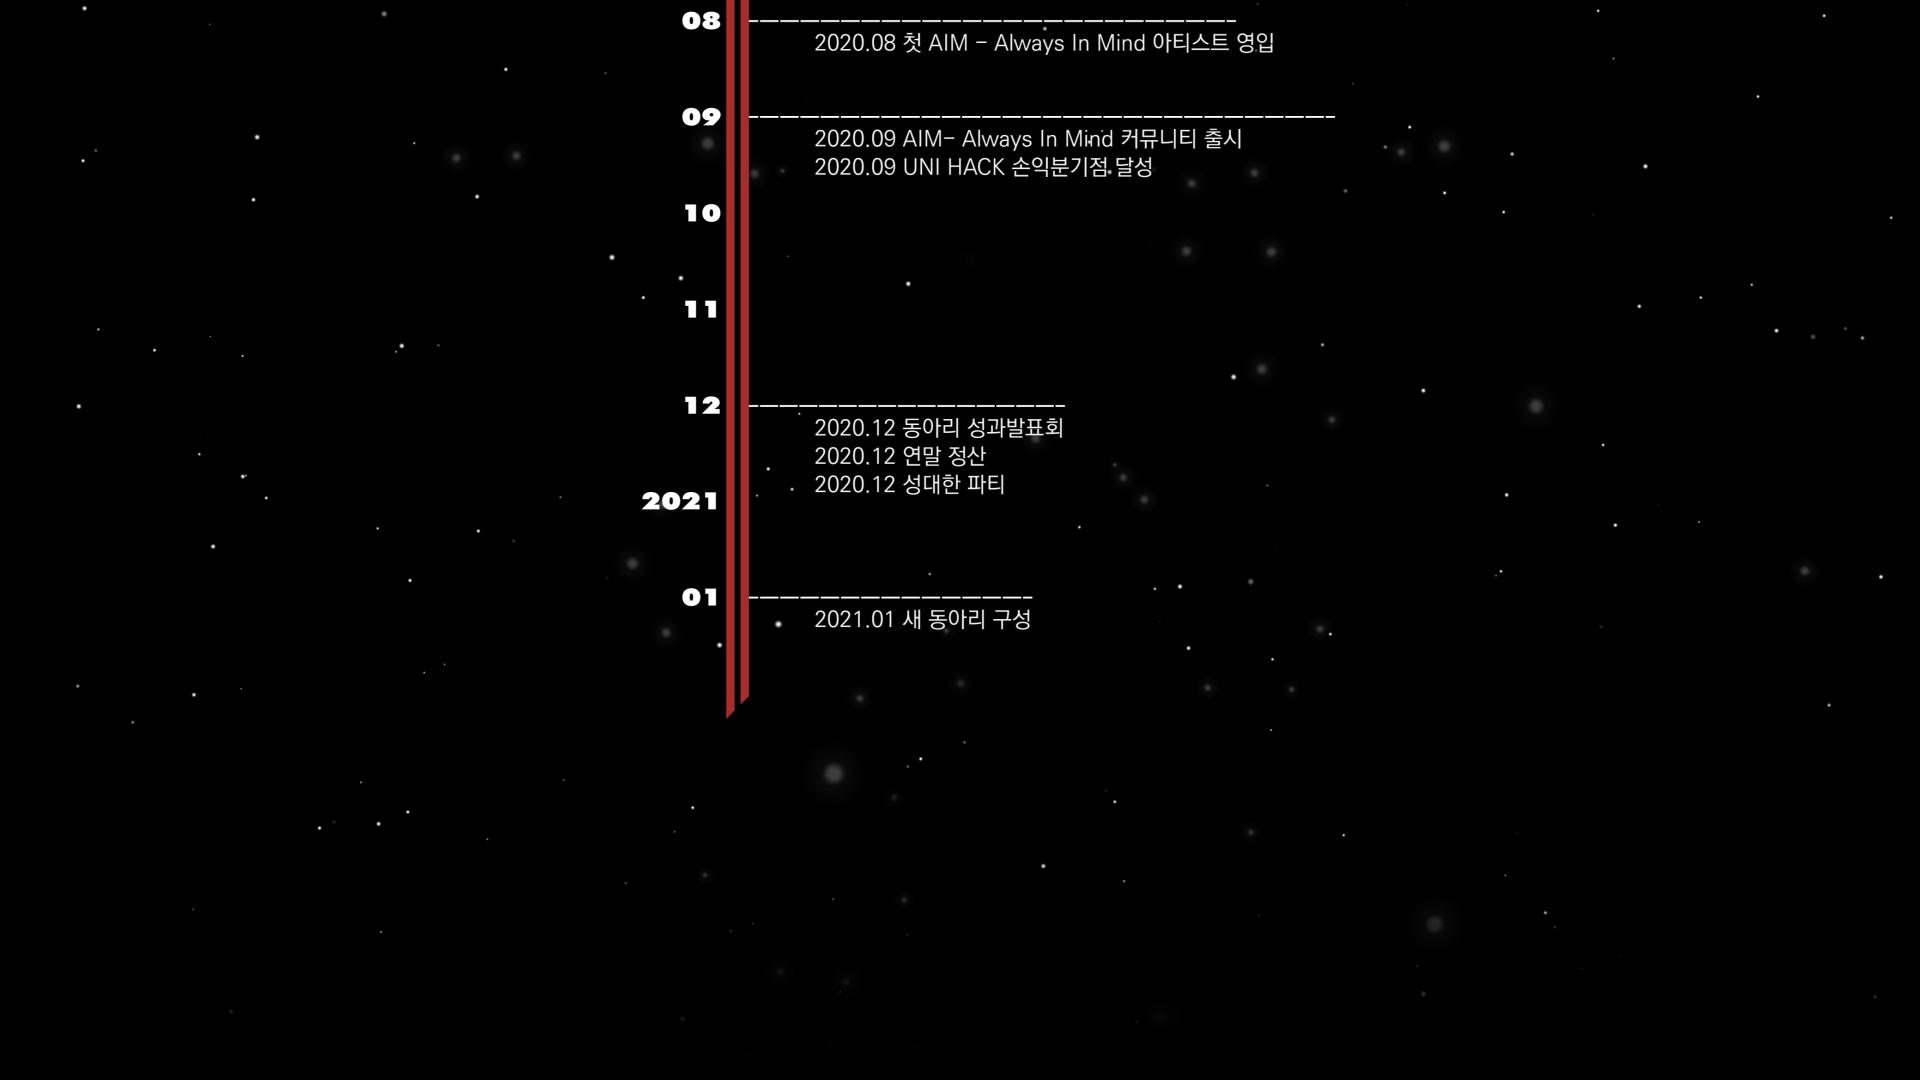 08
2020.08 첫 AIM - Always In Mind 아티스트 영입
09
2020.09 AIM- Always In Mind 커뮤니티 출시
2020.09 UNI HACK 손익분기점 달성
10
11
12
2020.12 동아리 성과발표회
2020.12 연말 정산
2020.12 성대한 파티
2021
01
2021.01 새 동아리 구성